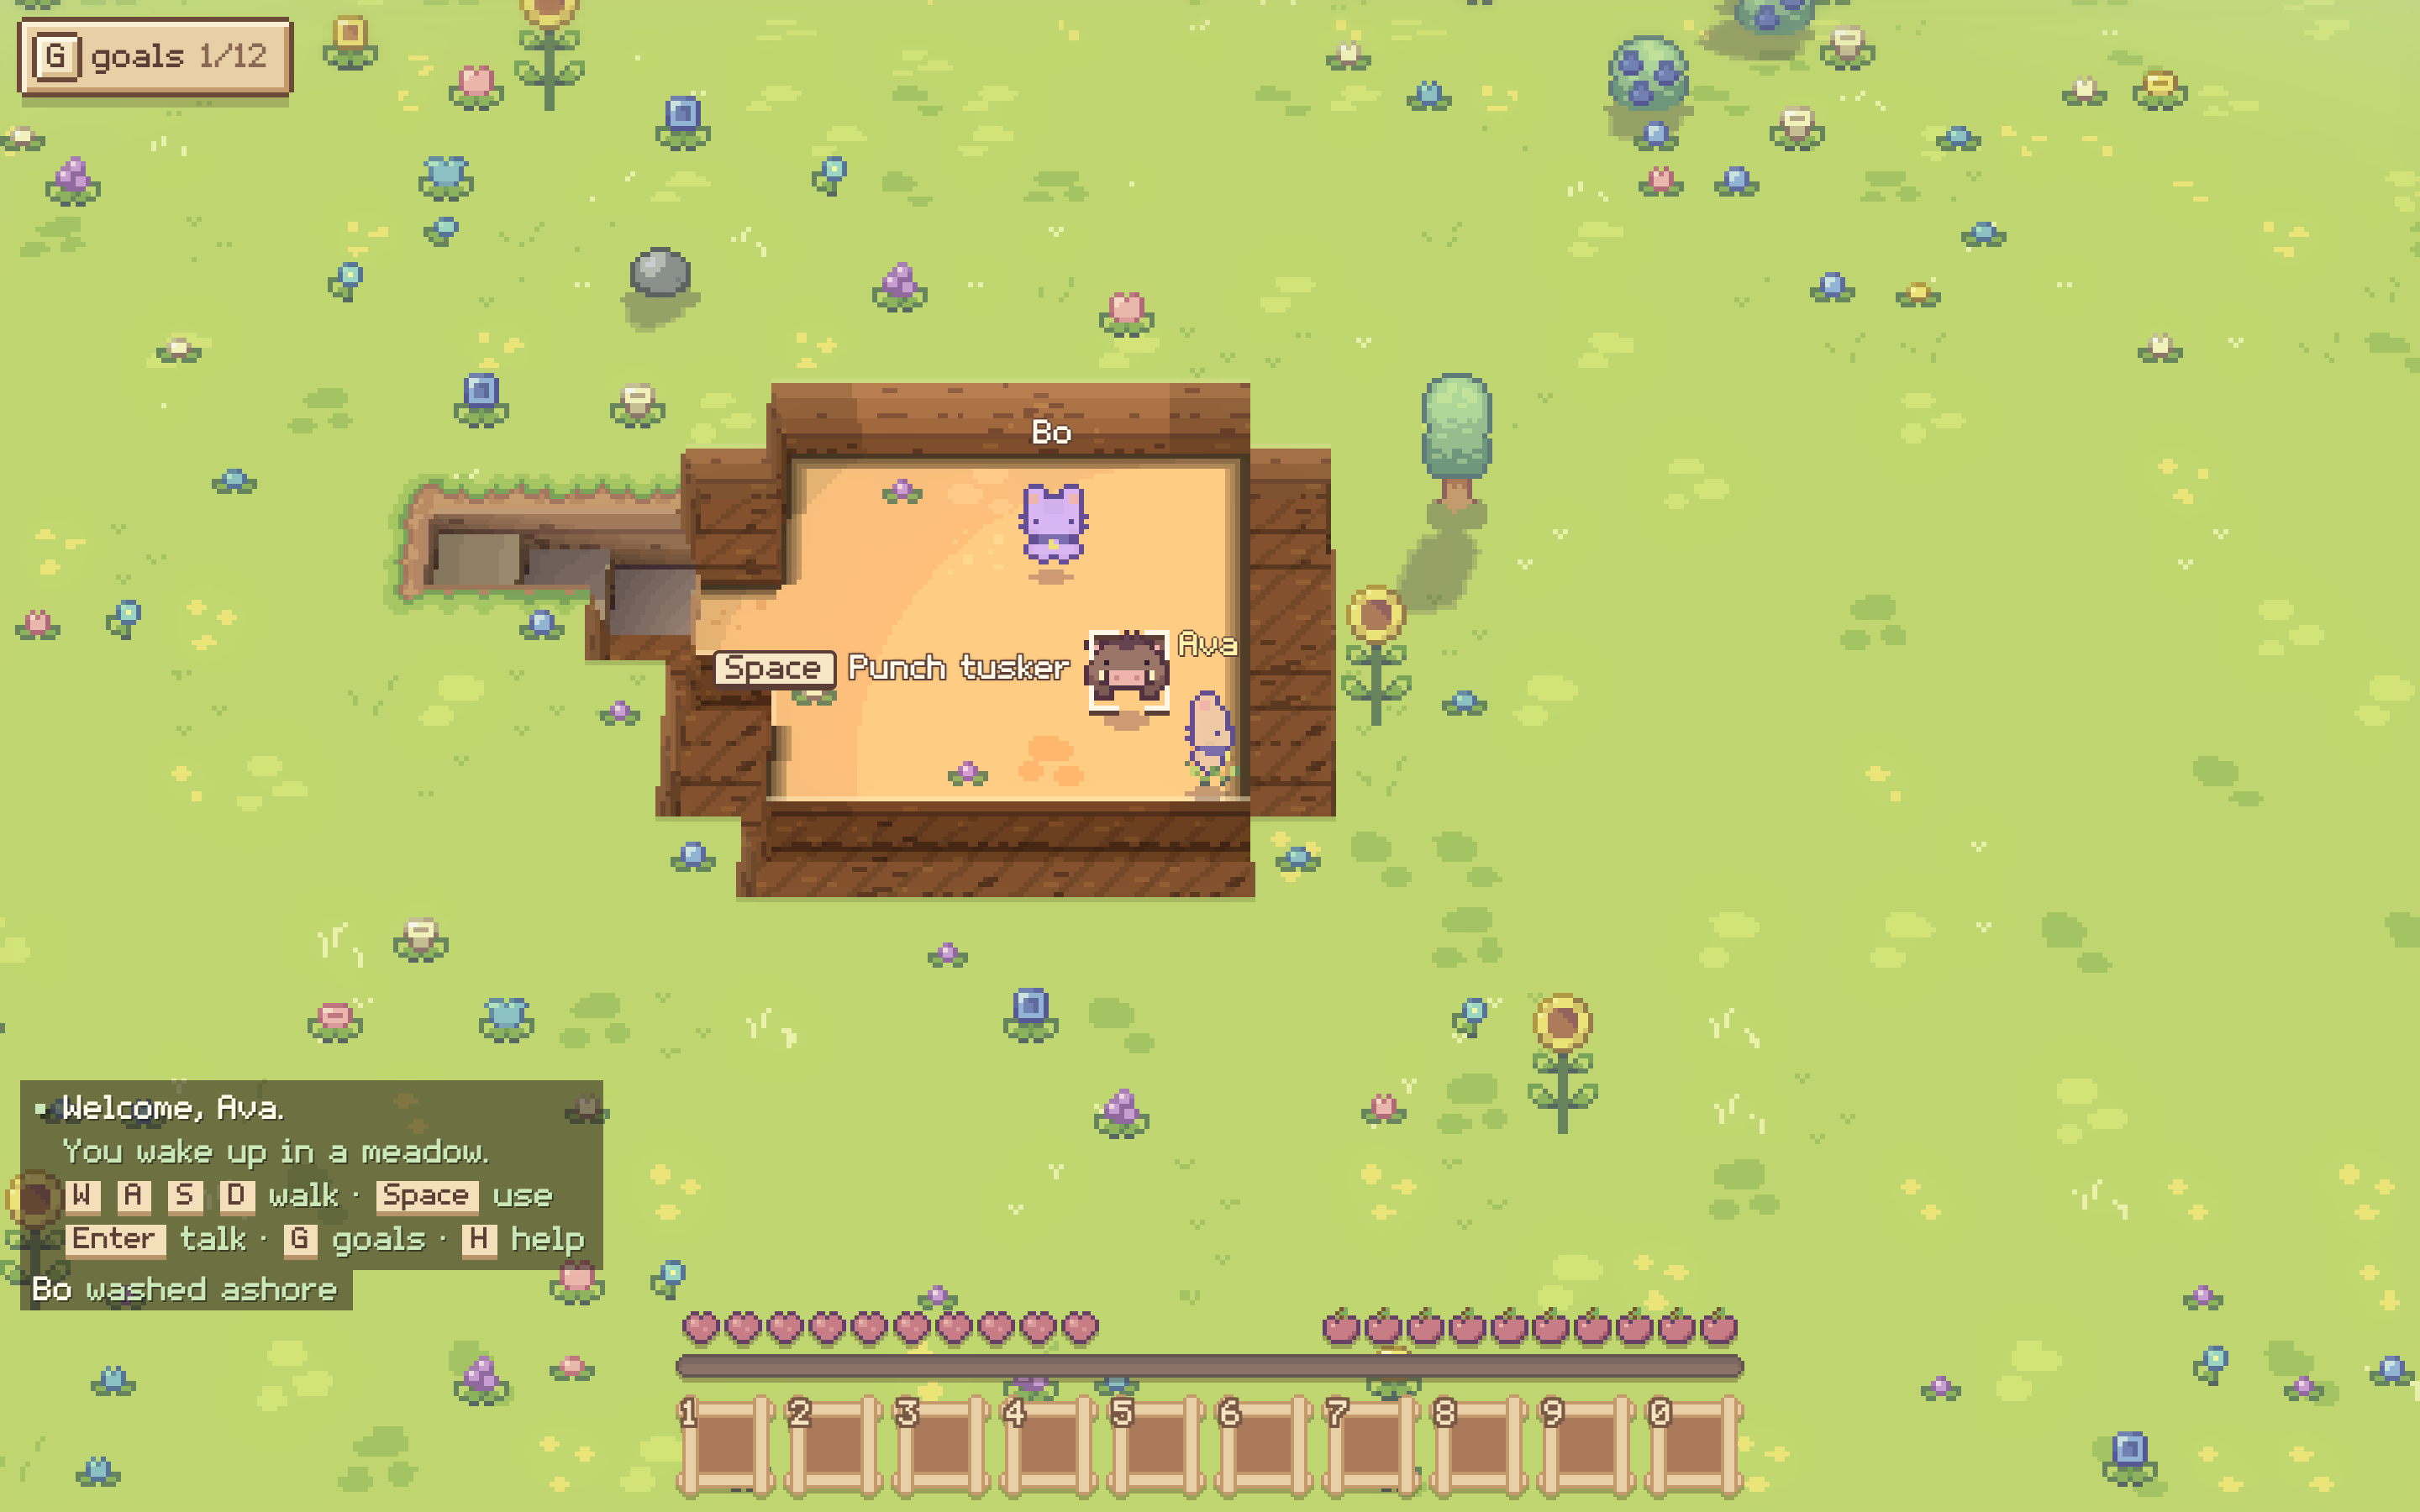 G goals 1/12
Bo
Ava
Space Punch tusker
Welcome, Ava.
You wake up in a meadow.
W A S D walk · Space use
Enter talk · G goals · H help
Bo washed ashore
1 2 3 4 5 6 7 8 9 0